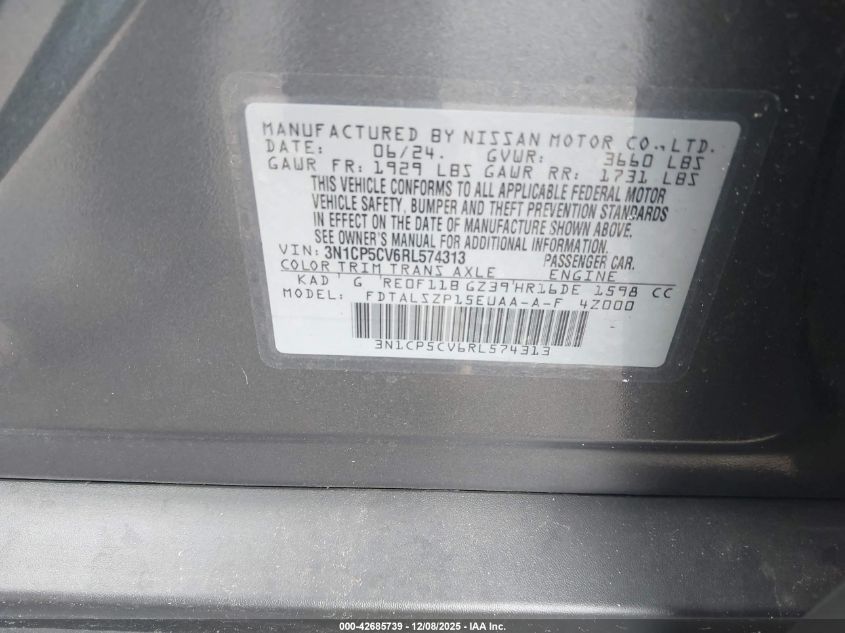 MANUFACTURED BY NISSAN MOTOR CO.,LTD.
DATE: 06/24. GVWR: 3660 LBS
GAWR FR: 1929 LBS GAWR RR: 1731 LBS
THIS VEHICLE CONFORMS TO ALL APPLICABLE FEDERAL MOTOR
VEHICLE SAFETY, BUMPER AND THEFT PREVENTION STANDARDS
IN EFFECT ON THE DATE OF MANUFACTURE SHOWN ABOVE.
SEE OWNER'S MANUAL FOR ADDITIONAL INFORMATION.
VIN: 3N1CP5CV6RL574313 PASSENGER CAR.
COLOR TRIM TRANS AXLE ENGINE
KAD G RE0F11B GZ39 HR16DE 1598 CC
MODEL: FDTALSZP15EUAA-A-F 4Z000
3N1CP5CV6RL574313
000-42685739 - 12/08/2025 - IAA Inc.